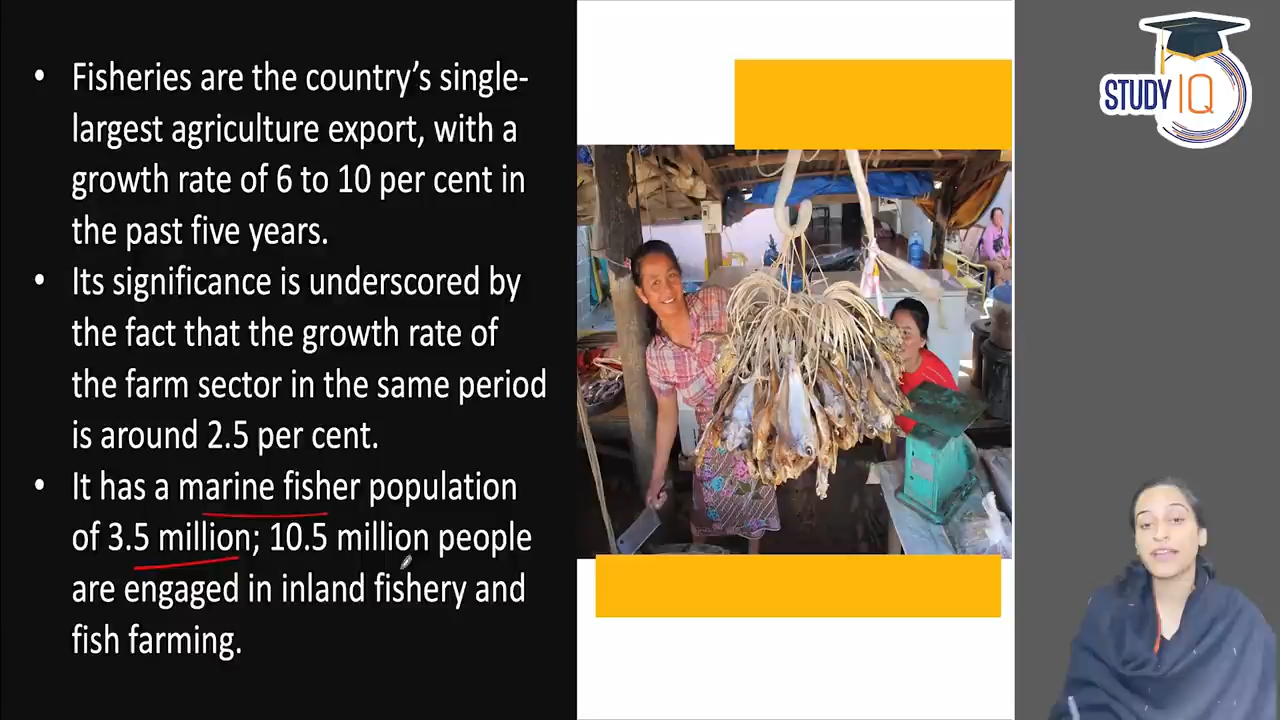 • Fisheries are the country’s single-
largest agriculture export, with a
growth rate of 6 to 10 per cent in
the past five years.
• Its significance is underscored by
the fact that the growth rate of
the farm sector in the same period
is around 2.5 per cent.
• It has a marine fisher population
of 3.5 million; 10.5 million people
are engaged in inland fishery and
fish farming.
STUDY IQ